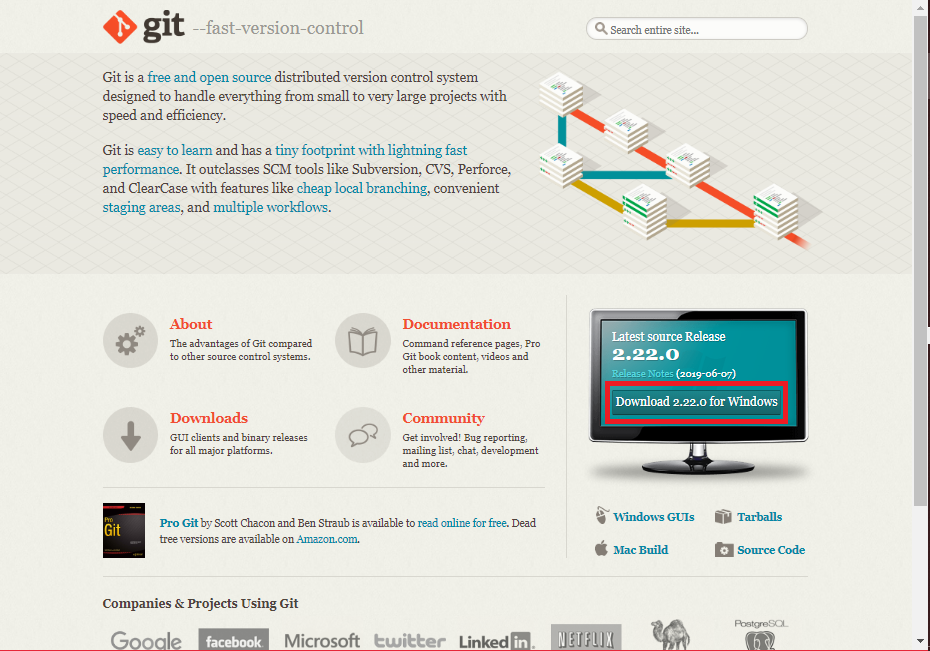 git --fast-version-control
Search entire site...
Git is a free and open source distributed version control system
designed to handle everything from small to very large projects with
speed and efficiency.
Git is easy to learn and has a tiny footprint with lightning fast
performance. It outclasses SCM tools like Subversion, CVS, Perforce,
and ClearCase with features like cheap local branching, convenient
staging areas, and multiple workflows.
About
The advantages of Git compared
to other source control systems.
Documentation
Command reference pages, Pro
Git book content, videos and
other material.
Downloads
GUI clients and binary releases
for all major platforms.
Community
Get involved! Bug reporting,
mailing list, chat, development
and more.
Latest source Release
2.22.0
Release Notes (2019-06-07)
Download 2.22.0 for Windows
Windows GUIs
Tarballs
Mac Build
Source Code
Pro
Git
Pro Git by Scott Chacon and Ben Straub is available to read online for free. Dead
tree versions are available on Amazon.com.
Companies & Projects Using Git
Google
facebook
Microsoft
twitter
Linked in.
NETFLIX
PostgreSQL